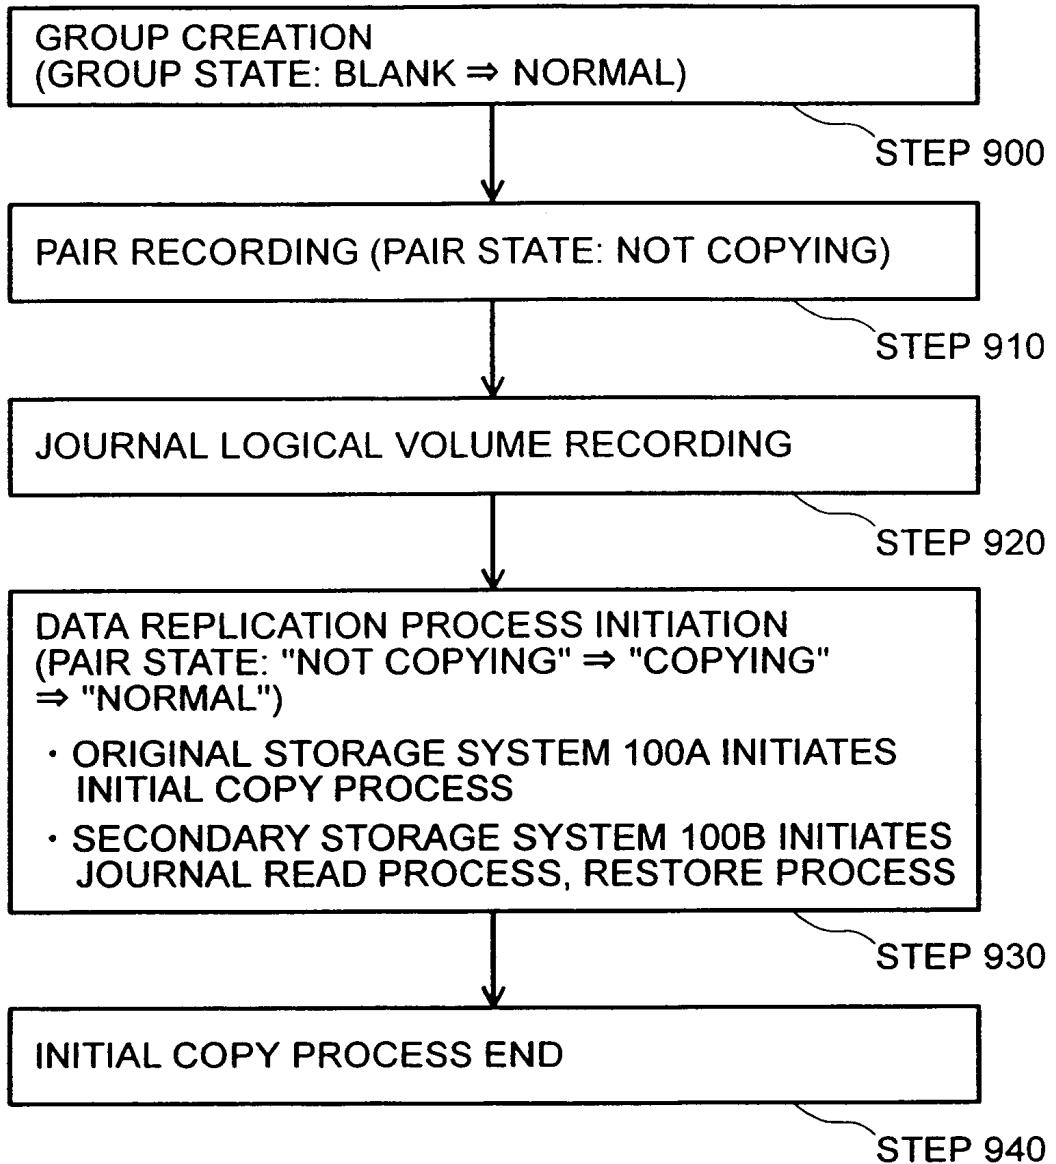 GROUP CREATION
(GROUP STATE: BLANK ⇒ NORMAL)
STEP 900
PAIR RECORDING (PAIR STATE: NOT COPYING)
STEP 910
JOURNAL LOGICAL VOLUME RECORDING
STEP 920
DATA REPLICATION PROCESS INITIATION
(PAIR STATE: "NOT COPYING" ⇒ "COPYING"
⇒ "NORMAL")
· ORIGINAL STORAGE SYSTEM 100A INITIATES
INITIAL COPY PROCESS
· SECONDARY STORAGE SYSTEM 100B INITIATES
JOURNAL READ PROCESS, RESTORE PROCESS
STEP 930
INITIAL COPY PROCESS END
STEP 940